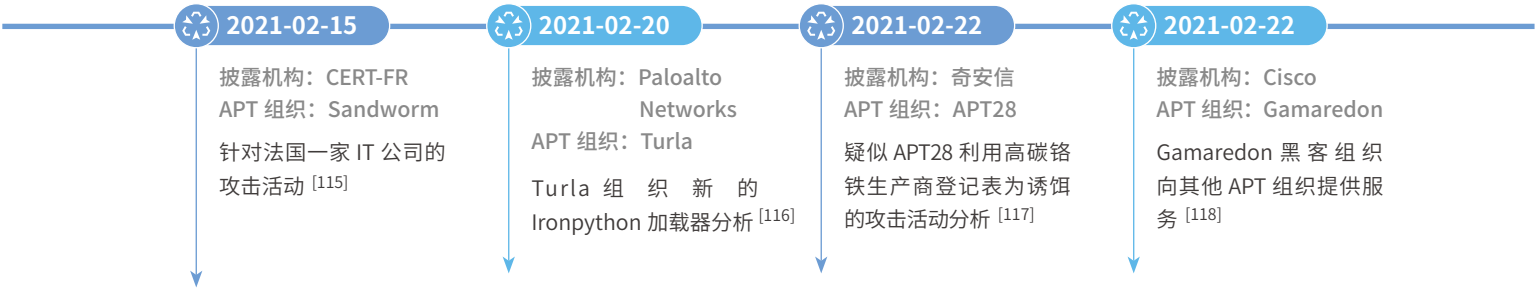 2021-02-15
披露机构：CERT-FR
APT 组织：Sandworm
针对法国一家 IT 公司的
攻击活动 [115]
2021-02-20
披露机构：Paloalto
Networks
APT 组织：Turla
Turla 组 织 新 的
Ironpython 加载器分析 [116]
2021-02-22
披露机构：奇安信
APT 组织：APT28
疑似 APT28 利用高碳铬
铁生产商登记表为诱饵
的攻击活动分析 [117]
2021-02-22
披露机构：Cisco
APT 组织：Gamaredon
Gamaredon 黑 客 组 织
向其他 APT 组织提供服
务 [118]